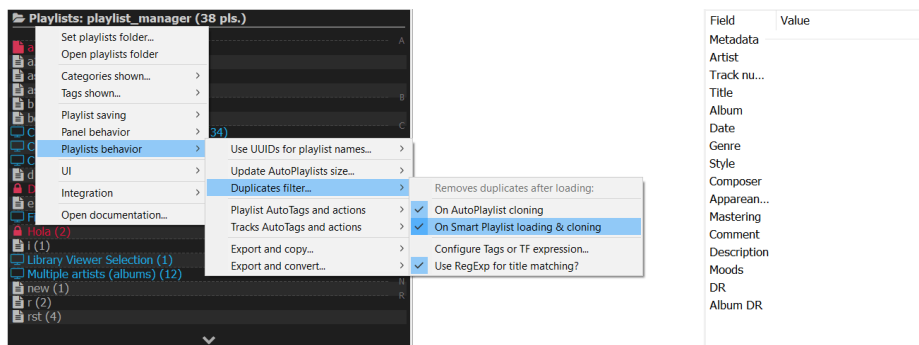 Playlists: playlist_manager (38 pls.)
Set playlists folder...
Open playlists folder
Categories shown...
Tags shown...
Playlist saving
Panel behavior
Playlists behavior
UI
Integration
Open documentation...
A
B
C
34)
Use UUIDs for playlist names...
Update AutoPlaylists size...
Duplicates filter...
Playlist AutoTags and actions
Tracks AutoTags and actions
Export and copy...
Export and convert...
Removes duplicates after loading:
On AutoPlaylist cloning
On Smart Playlist loading & cloning
Configure Tags or TF expression...
Use RegExp for title matching?
Hola (2)
i (1)
Library Viewer Selection (1)
Multiple artists (albums) (12)
new (1)
N
r (2)
R
rst (4)
Field Value
Metadata
Artist
Track nu...
Title
Album
Date
Genre
Style
Composer
Apparean...
Mastering
Comment
Description
Moods
DR
Album DR